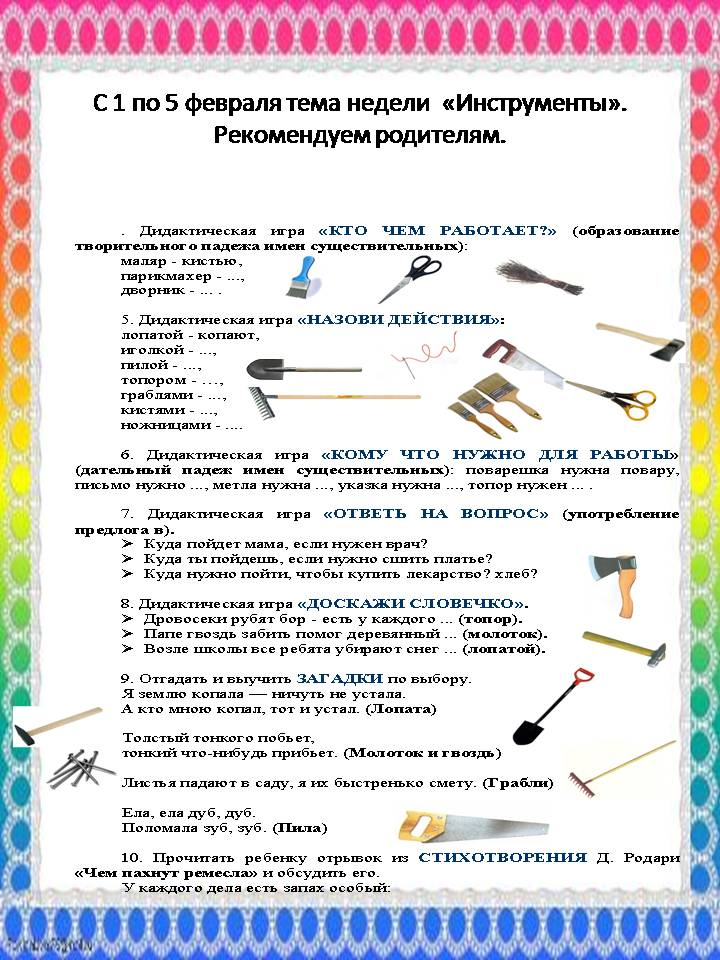 С 1 по 5 февраля тема недели «Инструменты».
Рекомендуем родителям.
. Дидактическая игра «КТО ЧЕМ РАБОТАЕТ?» (образование
творительного падежа имен существительных):
маляр - кистью,
парикмахер - ...,
дворник - ... .
5. Дидактическая игра «НАЗОВИ ДЕЙСТВИЯ»:
лопатой - копают,
иголкой - ...,
пилой - ...,
топором - ...,
граблями - ...,
кистями - ...,
ножницами - ....
6. Дидактическая игра «КОМУ ЧТО НУЖНО ДЛЯ РАБОТЫ»
(дательный падеж имен существительных): поварешка нужна повару,
письмо нужно ..., метла нужна ..., указка нужна ..., топор нужен ... .
7. Дидактическая игра «ОТВЕТЬ НА ВОПРОС» (употребление
предлога в).
➢ Куда пойдет мама, если нужен врач?
➢ Куда ты пойдешь, если нужно сшить платье?
➢ Куда нужно пойти, чтобы купить лекарство? хлеб?
8. Дидактическая игра «ДОСКАЖИ СЛОВЕЧКО».
➢ Дровосеки рубят бор - есть у каждого ... (топор).
➢ Папе гвоздь забить помог деревянный ... (молоток).
➢ Возле школы все ребята убирают снег ... (лопатой).
9. Отгадать и выучить ЗАГАДКИ по выбору.
Я землю копала — ничуть не устала.
А кто мною копал, тот и устал. (Лопата)
Толстый тонкого побьет,
тонкий что-нибудь прибьет. (Молоток и гвоздь)
Листья падают в саду, я их быстренько смету. (Грабли)
Ела, ела дуб, дуб.
Поломала зуб, зуб. (Пила)
10. Прочитать ребенку отрывок из СТИХОТВОРЕНИЯ Д. Родари
«Чем пахнут ремесла» и обсудить его.
У каждого дела есть запах особый: